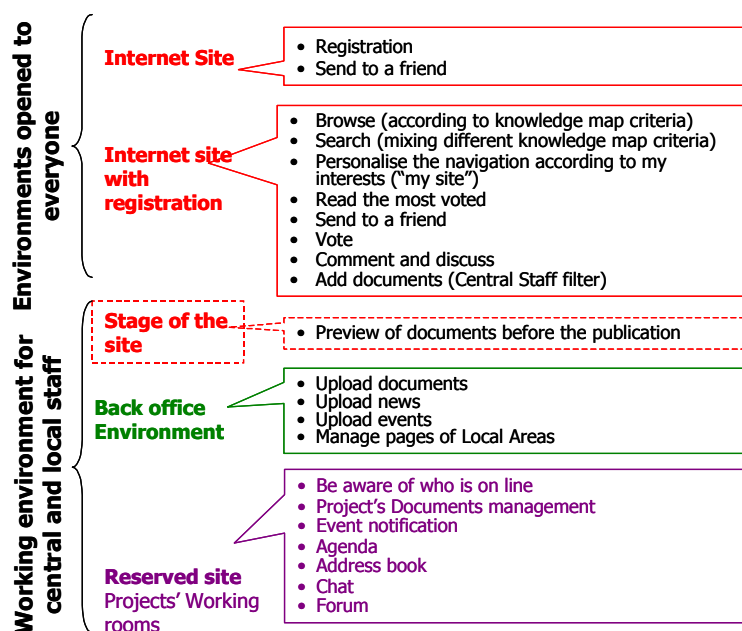 Environments opened to
everyone
Internet Site
• Registration
• Send to a friend
Internet site
with
registration
• Browse (according to knowledge map criteria)
• Search (mixing different knowledge map criteria)
• Personalise the navigation according to my
interests (“my site”)
• Read the most voted
• Send to a friend
• Vote
• Comment and discuss
• Add documents (Central Staff filter)
Working environment for
central and local staff
Stage of the
site
• Preview of documents before the publication
Back office
Environment
• Upload documents
• Upload news
• Upload events
• Manage pages of Local Areas
Reserved site
Projects’ Working
rooms
• Be aware of who is on line
• Project’s Documents management
• Event notification
• Agenda
• Address book
• Chat
• Forum